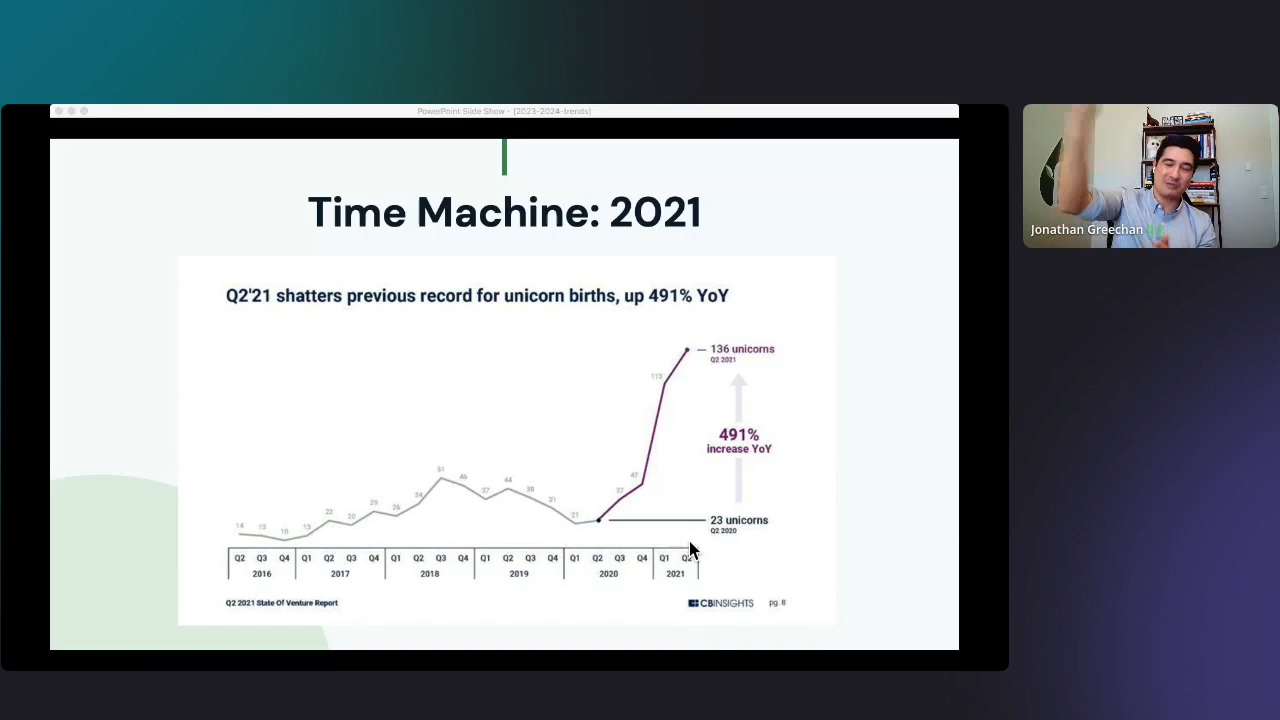 PowerPoint Slide Show - [2023-2024-trends]
Time Machine: 2021
Q2'21 shatters previous record for unicorn births, up 491% YoY
136 unicorns
Q2 2021
113
491%
increase YoY
51
46
44
47
37
38
37
34
31
29
26
23
20
21
14
13
10
13
23 unicorns
Q2 2020
Q2 Q3 Q4 Q1 Q2 Q3 Q4 Q1 Q2 Q3 Q4 Q1 Q2 Q3 Q4 Q1 Q2 Q3 Q4 Q1
2016 2017 2018 2019 2020 2021
Q2 2021 State Of Venture Report
CBINSIGHTS pg. 8
Jonathan Greechan